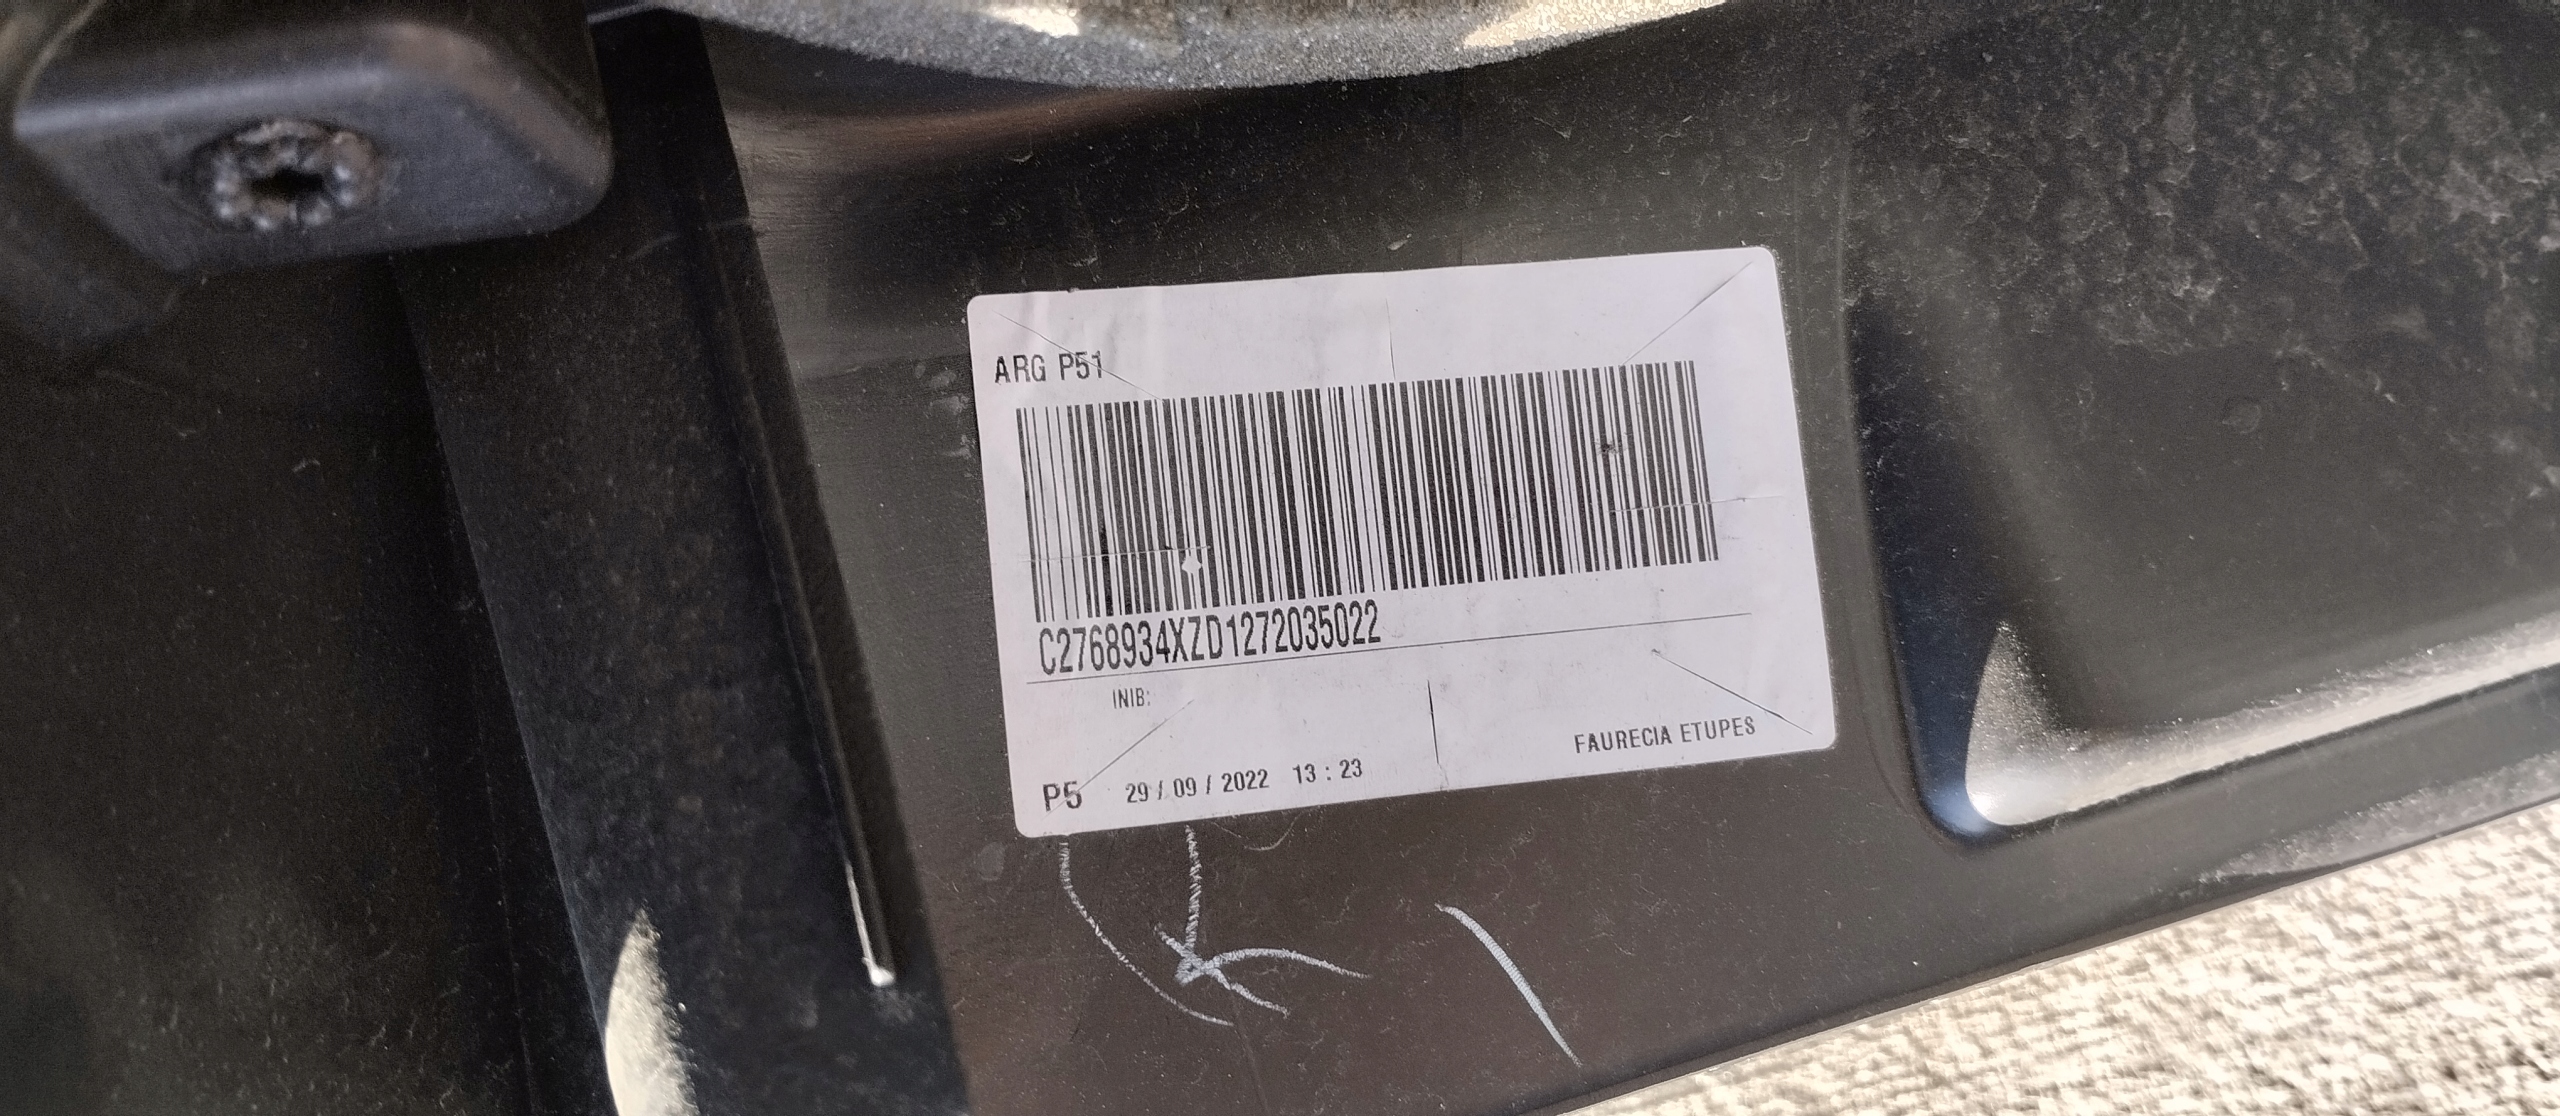 ARG P51
C2768934XZD1272035022
INIB:
FAURECIA ETUPES
P5 29 / 09 / 2022 13 : 23